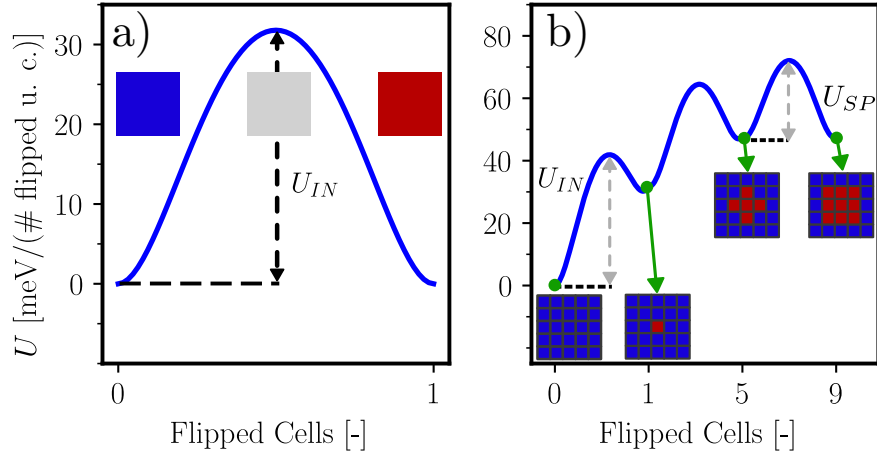 a)
U [meV/(# flipped u. c.)]
30
20
10
0
U_IN
0
1
Flipped Cells [-]
b)
80
60
40
20
0
U_IN
U_SP
0
1
5
9
Flipped Cells [-]